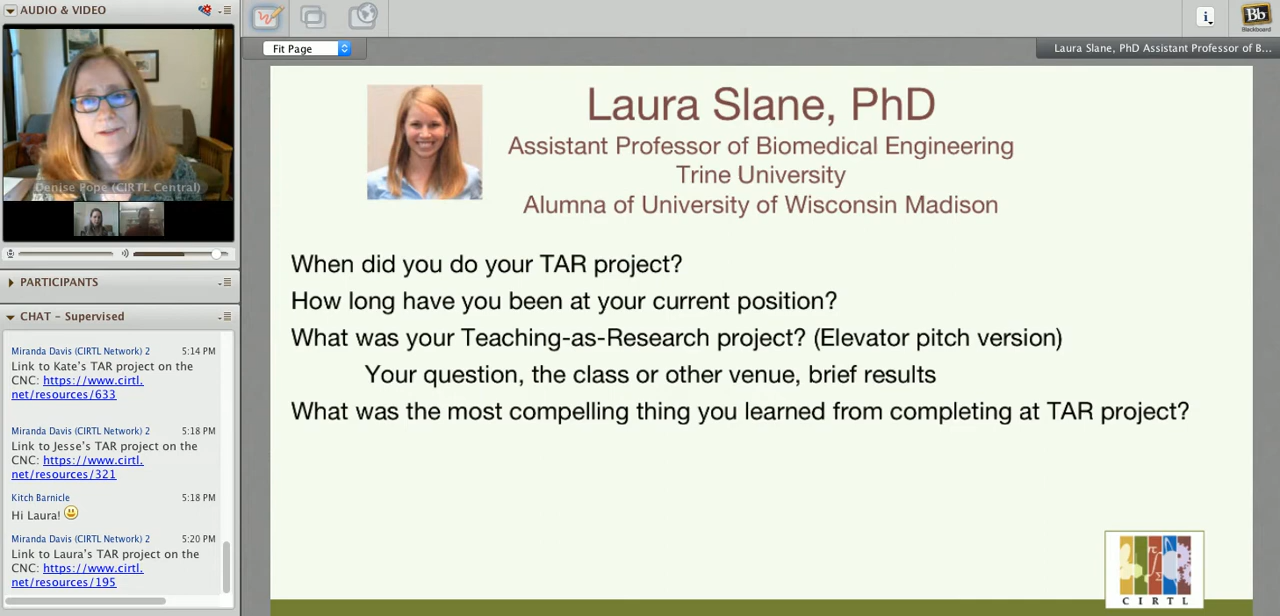 AUDIO & VIDEO
Denise Pope (CIRTL Central)
PARTICIPANTS
CHAT - Supervised
Miranda Davis (CIRTL Network) 2 5:14 PM
Link to Kate's TAR project on the
CNC: https://www.cirtl.
net/resources/633
Miranda Davis (CIRTL Network) 2 5:18 PM
Link to Jesse's TAR project on the
CNC: https://www.cirtl.
net/resources/321
Kitch Barnicle 5:18 PM
Hi Laura!
Miranda Davis (CIRTL Network) 2 5:20 PM
Link to Laura's TAR project on the
CNC: https://www.cirtl.
net/resources/195
Fit Page
i
Bb
Blackboard
Laura Slane, PhD Assistant Professor of B...
Laura Slane, PhD
Assistant Professor of Biomedical Engineering
Trine University
Alumna of University of Wisconsin Madison
When did you do your TAR project?
How long have you been at your current position?
What was your Teaching-as-Research project? (Elevator pitch version)
Your question, the class or other venue, brief results
What was the most compelling thing you learned from completing at TAR project?
CIRTL